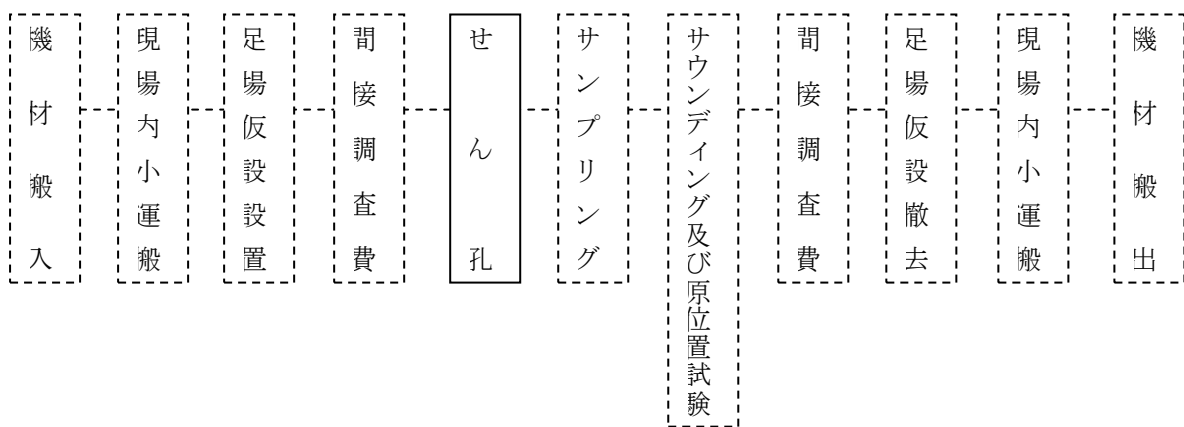 機材搬入
現場内小運搬
足場仮設設置
間接調査費
せん孔
サンプリング
サウンディング及び原位置試験
間接調査費
足場仮設撤去
現場内小運搬
機材搬出